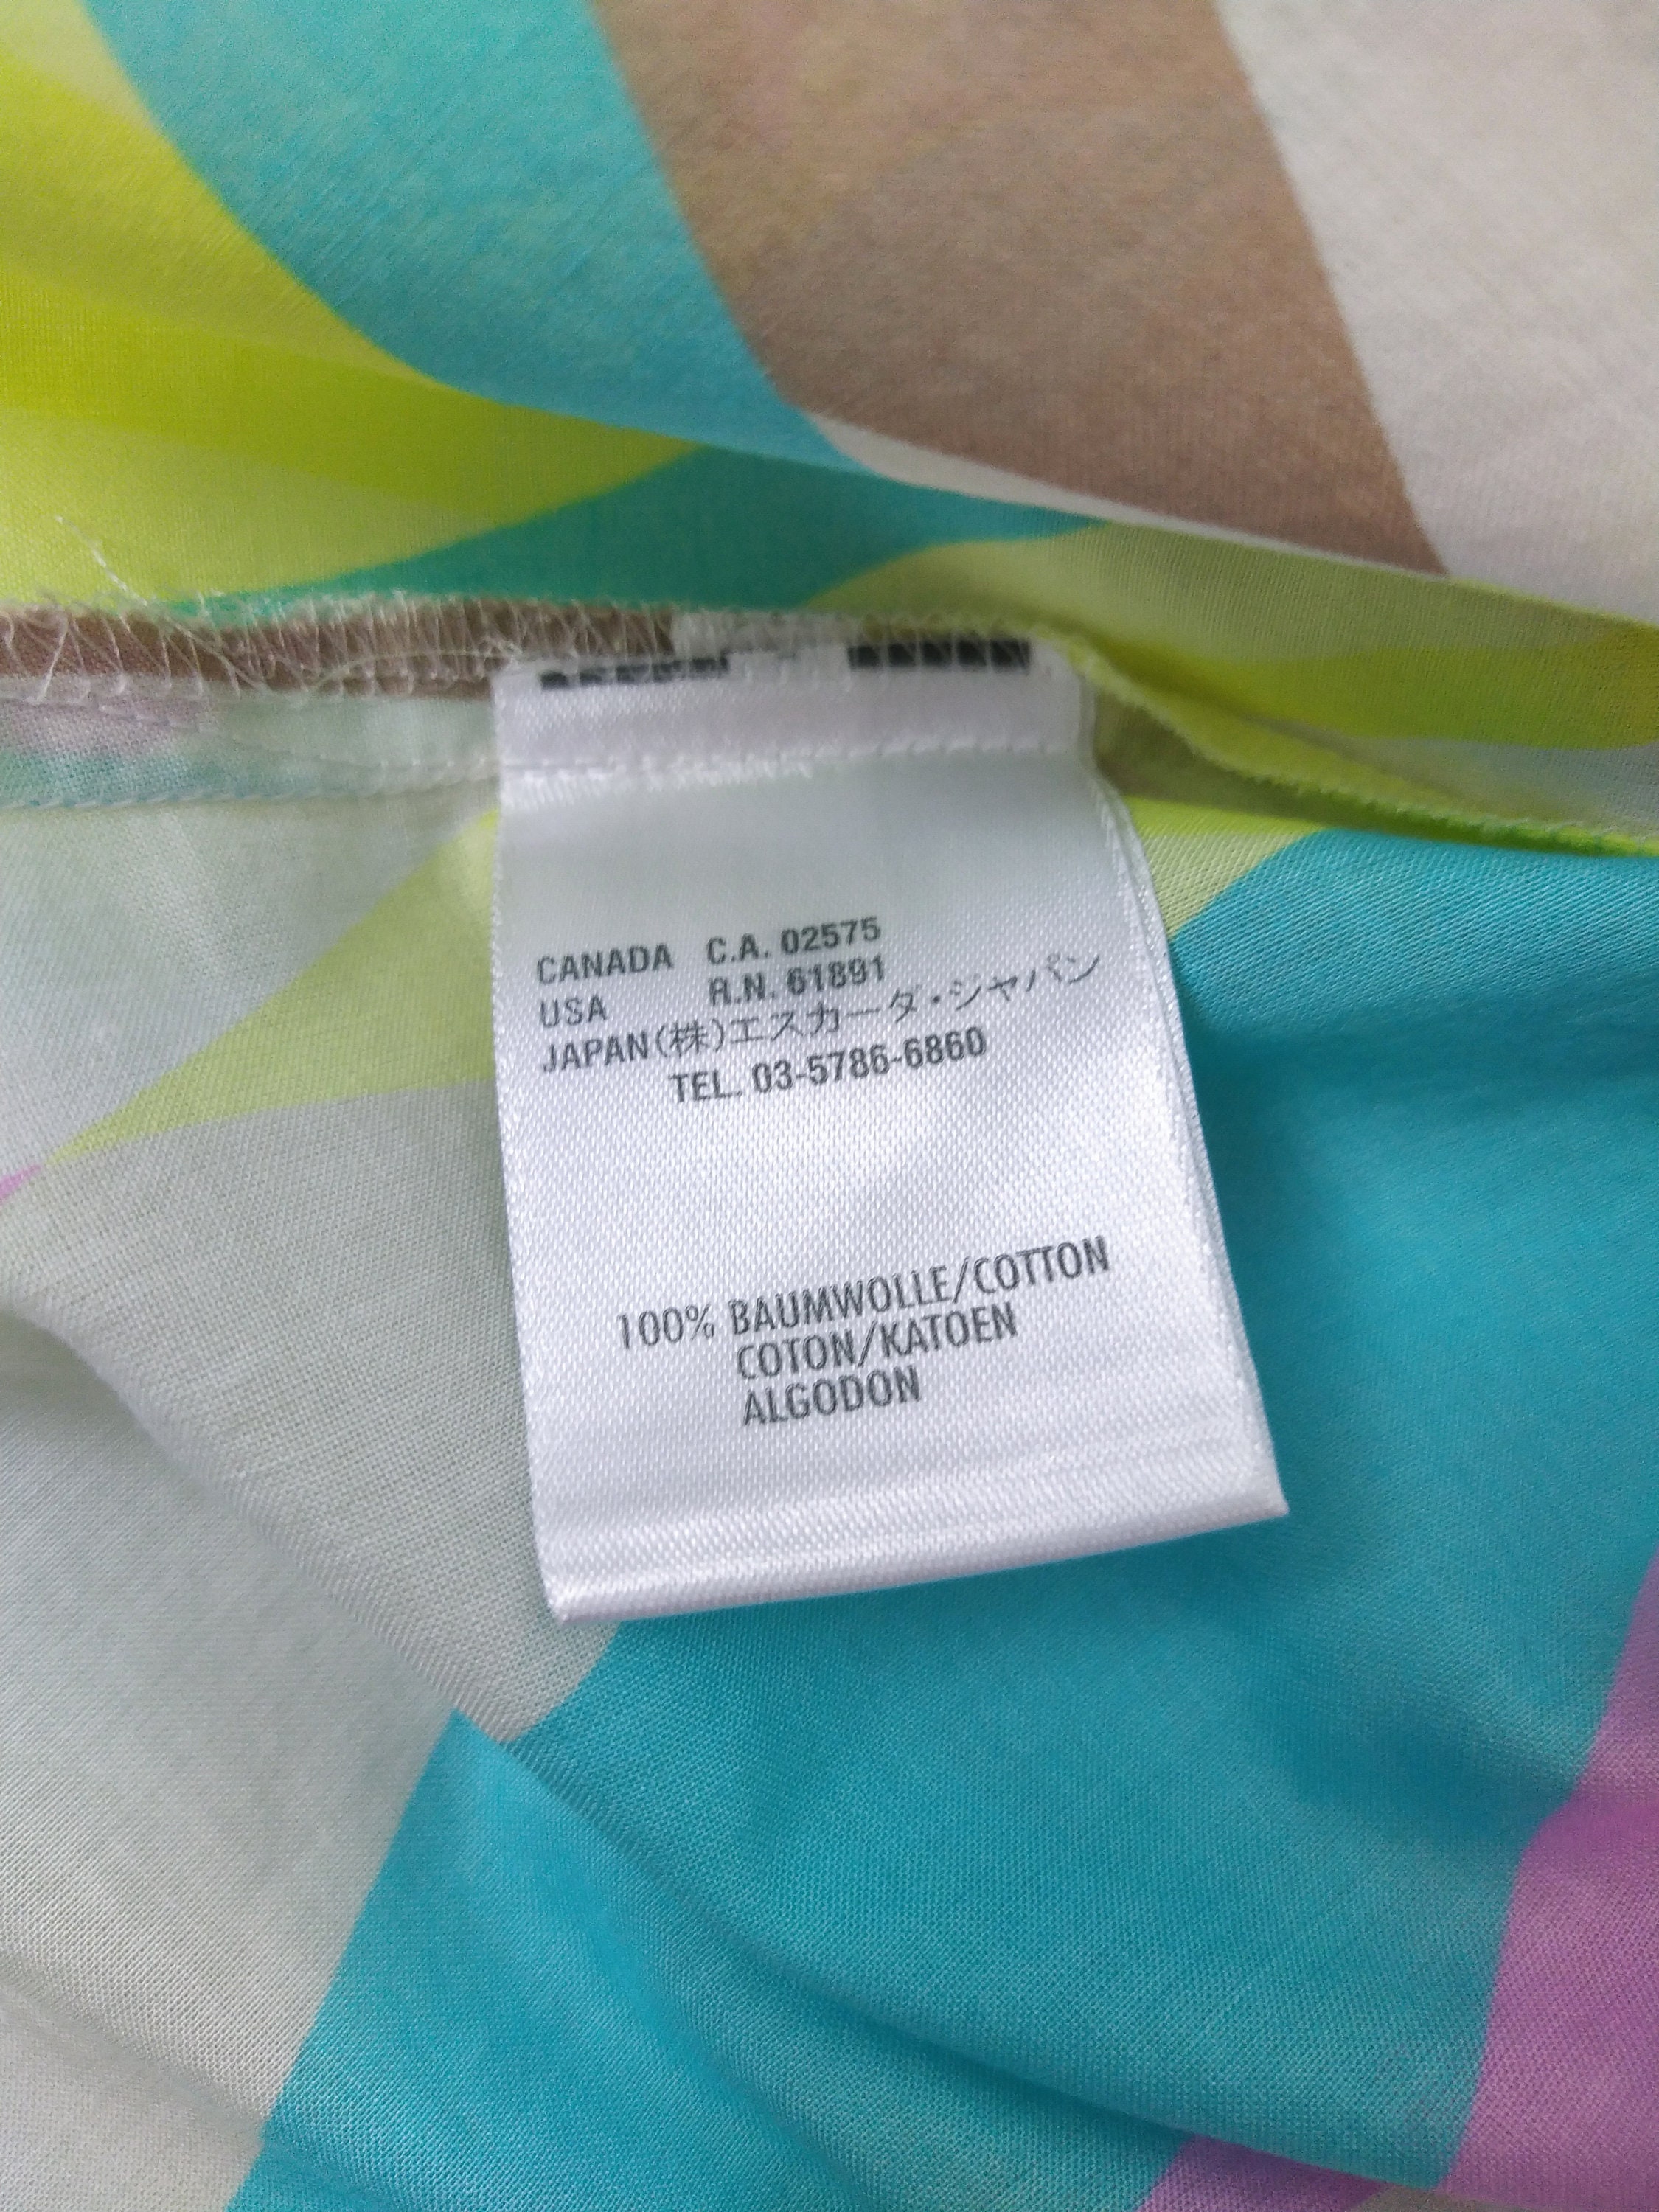 CANADA C.A. 02575
USA R.N. 61891
JAPAN(株)エスカーダ・ジャパン
TEL. 03-5786-6860
100% BAUMWOLLE/COTTON
COTON/KATOEN
ALGODON